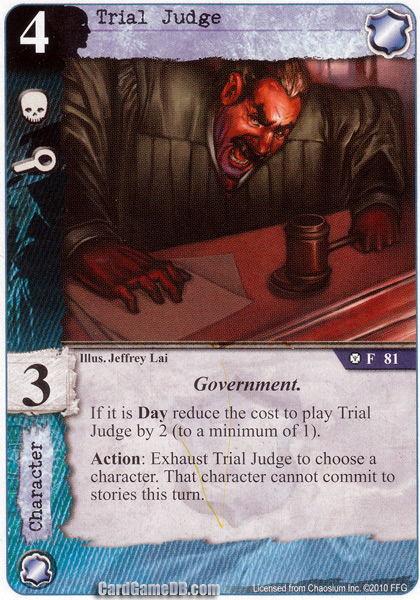 4
Trial Judge
Illus. Jeffrey Lai
F 81
3
Government.
If it is Day reduce the cost to play Trial
Judge by 2 (to a minimum of 1).
Action: Exhaust Trial Judge to choose a
character. That character cannot commit to
stories this turn.
Character
CardGameDB.com
Licensed from Chaosium Inc. ©2010 FFG